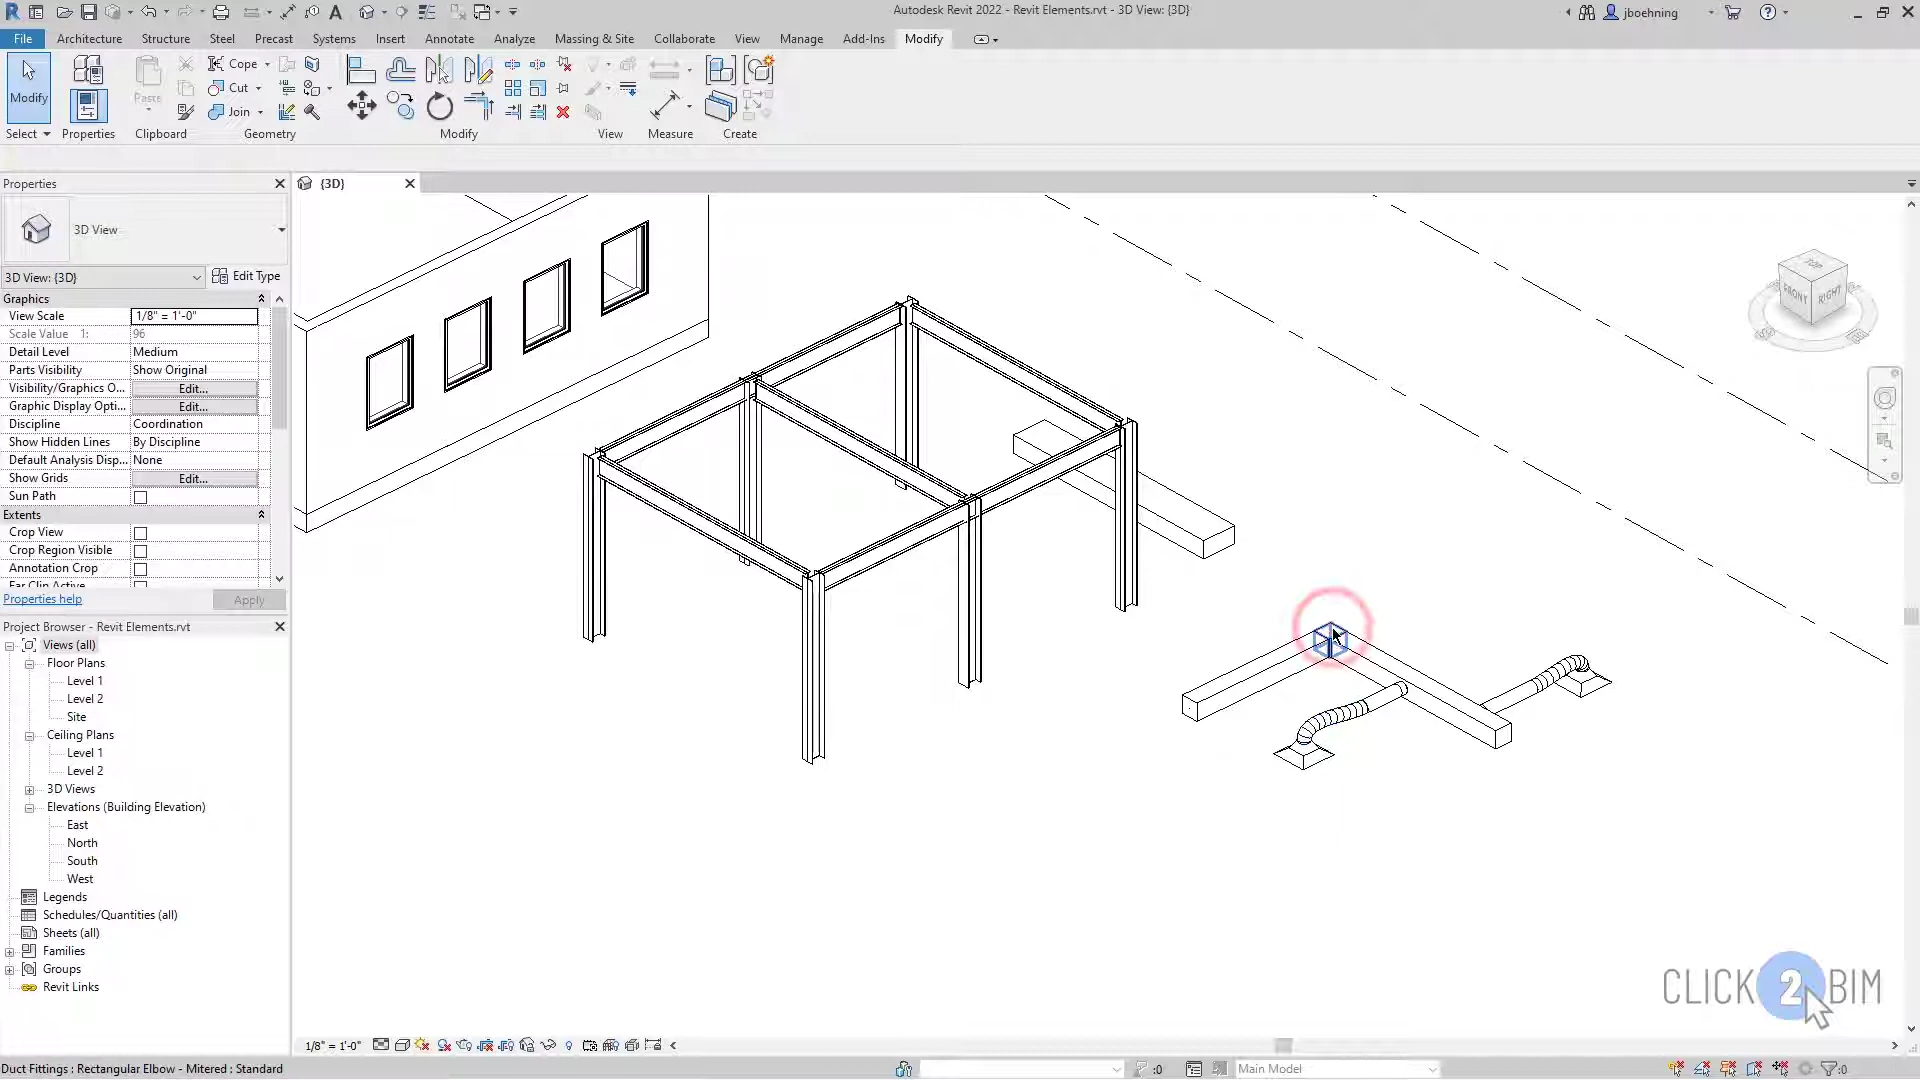 Autodesk Revit 2022 - Revit Elements.rvt - 3D View: {3D}
jboehning
File
Architecture
Structure
Steel
Precast
Systems
Insert
Annotate
Analyze
Massing & Site
Collaborate
View
Manage
Add-Ins
Modify
Modify
Paste
Cope
Cut
Join
Select
Properties
Clipboard
Geometry
Modify
View
Measure
Create
Properties
{3D}
3D View
3D View: {3D}
Edit Type
Graphics
View Scale 1/8" = 1'-0"
Scale Value 1: 96
Detail Level Medium
Parts Visibility Show Original
Visibility/Graphics O... Edit...
Graphic Display Opti... Edit...
Discipline Coordination
Show Hidden Lines By Discipline
Default Analysis Disp... None
Show Grids Edit...
Sun Path
Extents
Crop View
Crop Region Visible
Annotation Crop
Far Clip Active
Properties help
Apply
Project Browser - Revit Elements.rvt
Views (all)
Floor Plans
Level 1
Level 2
Site
Ceiling Plans
Level 1
Level 2
3D Views
Elevations (Building Elevation)
East
North
South
West
Legends
Schedules/Quantities (all)
Sheets (all)
Families
Groups
Revit Links
TOP
FRONT
RIGHT
CLICK 2 BIM
1/8" = 1'-0"
Duct Fittings : Rectangular Elbow - Mitered : Standard
:0
Main Model
:0